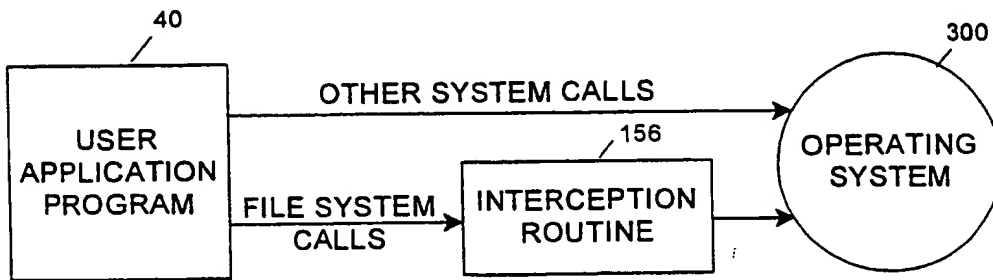 40
300
OTHER SYSTEM CALLS
156
USER
APPLICATION
PROGRAM
OPERATING
SYSTEM
FILE SYSTEM
CALLS
INTERCEPTION
ROUTINE